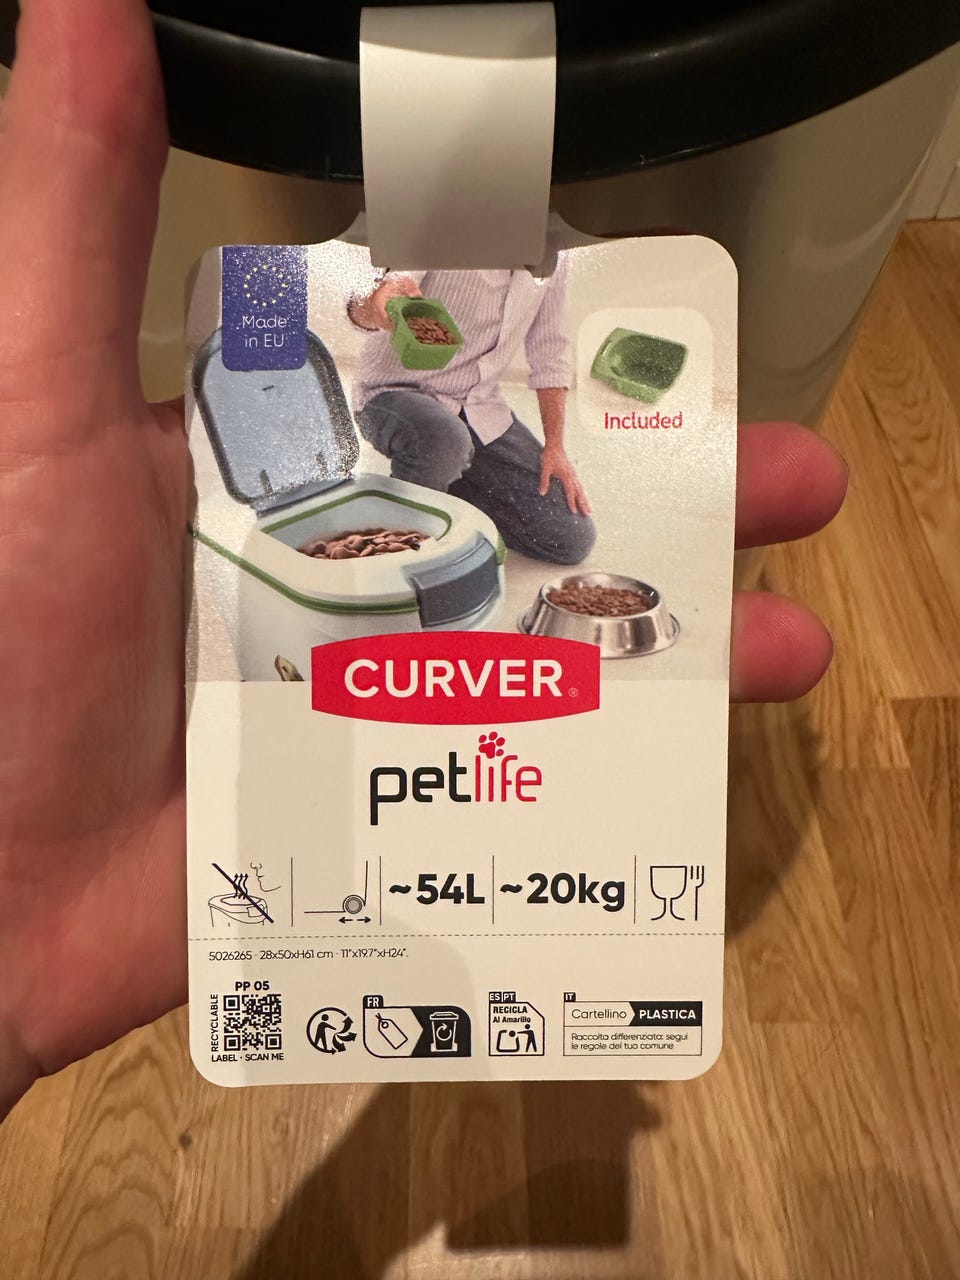 Made
in EU
Included
CURVER®
petlife
~54L
~20kg
5026265 - 28x50xH61 cm - 11"x19.7"xH24".
PP 05
RECYCLABLE
LABEL - SCAN ME
FR
ES PT
RECICLA
Al Amarillo
IT
Cartellino PLASTICA
Raccolta differenziata: segui
le regole del tuo comune